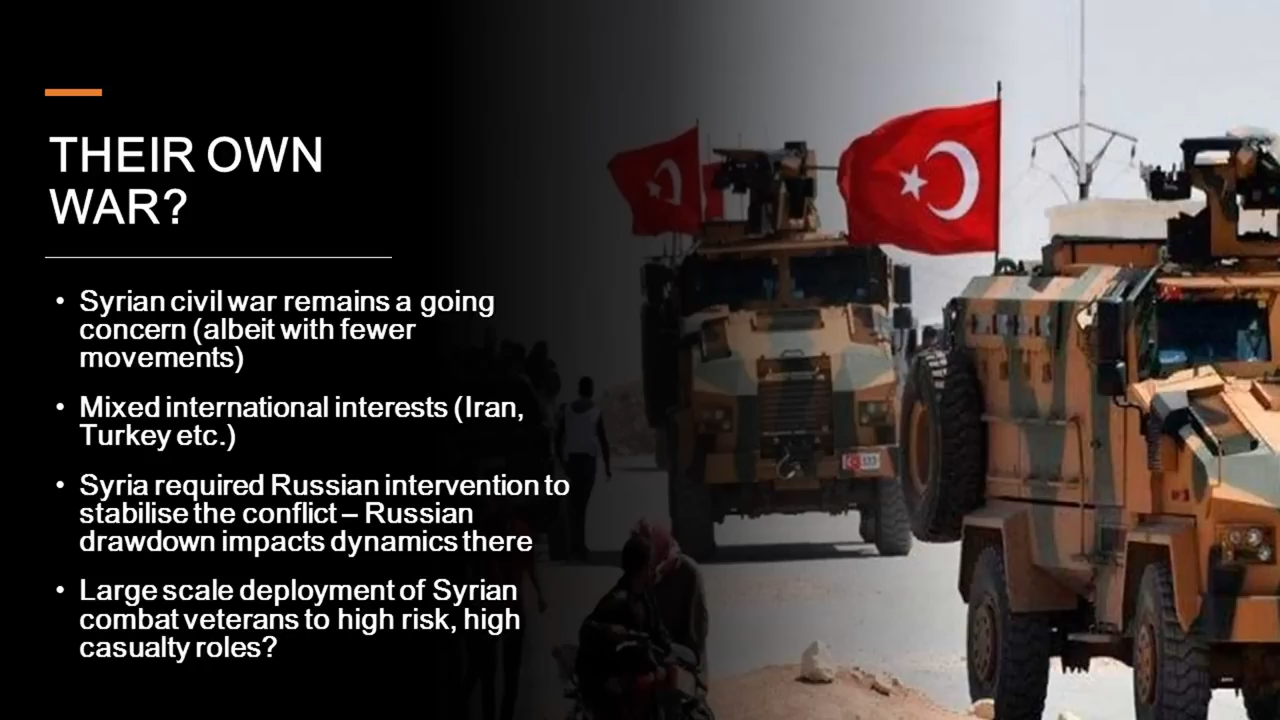 THEIR OWN
WAR?
• Syrian civil war remains a going
concern (albeit with fewer
movements)
• Mixed international interests (Iran,
Turkey etc.)
• Syria required Russian intervention to
stabilise the conflict – Russian
drawdown impacts dynamics there
• Large scale deployment of Syrian
combat veterans to high risk, high
casualty roles?